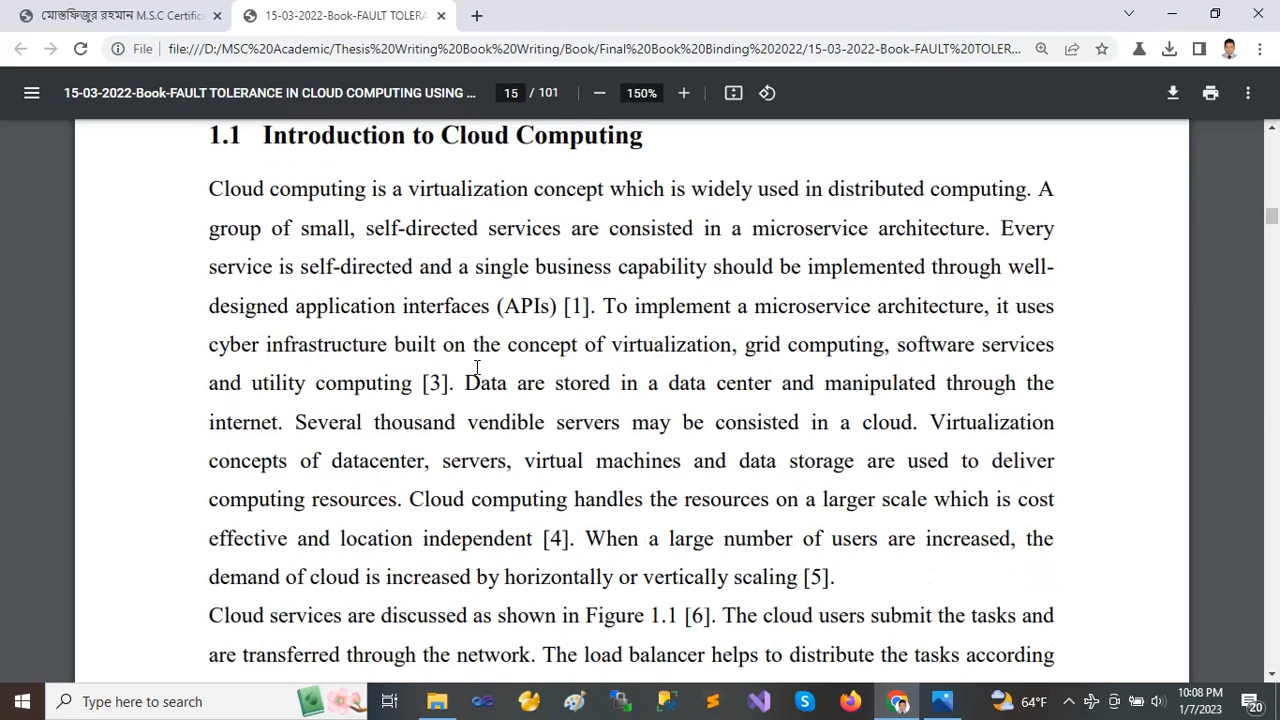 মোস্তফিজুর রহমান M.S.C Certific
15-03-2022-Book-FAULT TOLERA
File
file:///D:/MSC%20Academic/Thesis%20Writing%20Book%20Writing/Book/Final%20Book%20Binding%202022/15-03-2022-Book-FAULT%20TOLER...
15-03-2022-Book-FAULT TOLERANCE IN CLOUD COMPUTING USING ...
15 / 101
150%
1.1 Introduction to Cloud Computing
Cloud computing is a virtualization concept which is widely used in distributed computing. A
group of small, self-directed services are consisted in a microservice architecture. Every
service is self-directed and a single business capability should be implemented through well-
designed application interfaces (APIs) [1]. To implement a microservice architecture, it uses
cyber infrastructure built on the concept of virtualization, grid computing, software services
and utility computing [3]. Data are stored in a data center and manipulated through the
internet. Several thousand vendible servers may be consisted in a cloud. Virtualization
concepts of datacenter, servers, virtual machines and data storage are used to deliver
computing resources. Cloud computing handles the resources on a larger scale which is cost
effective and location independent [4]. When a large number of users are increased, the
demand of cloud is increased by horizontally or vertically scaling [5].
Cloud services are discussed as shown in Figure 1.1 [6]. The cloud users submit the tasks and
are transferred through the network. The load balancer helps to distribute the tasks according
Type here to search
64°F
10:08 PM
1/7/2023
20